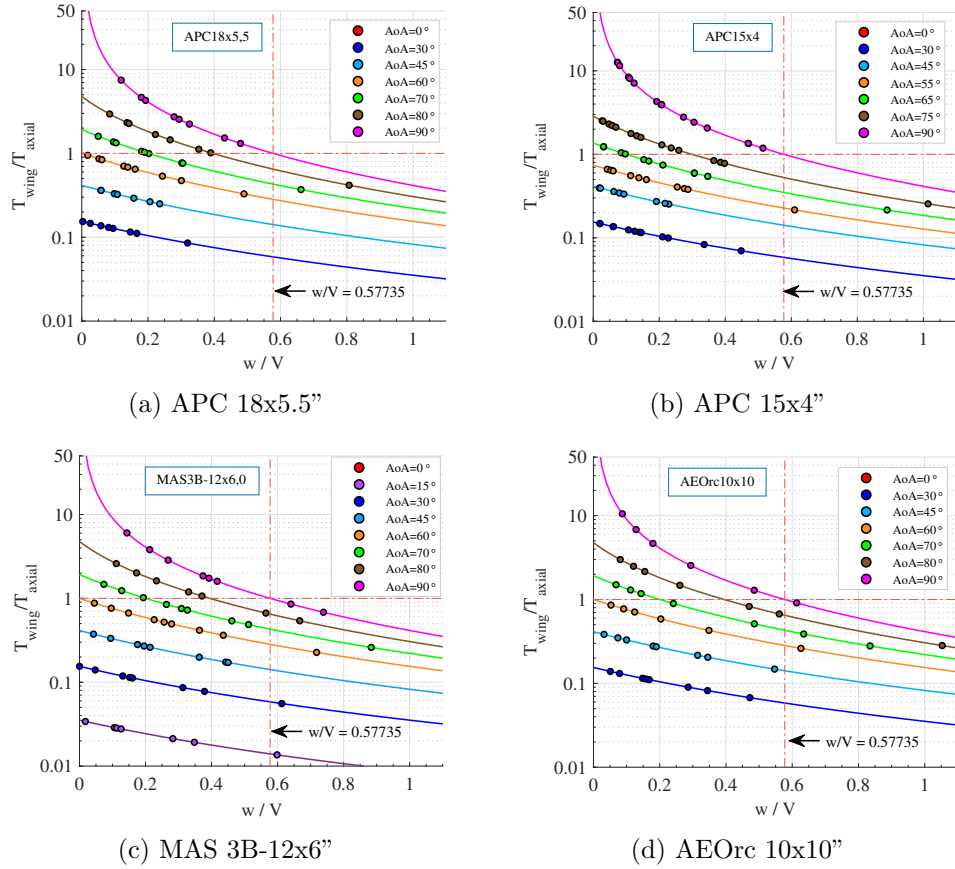 50
10
1
0.1
0.01
T_wing/T_axial
APC18x5,5
AoA=0°
AoA=30°
AoA=45°
AoA=60°
AoA=70°
AoA=80°
AoA=90°
w/V = 0.57735
0 0.2 0.4 0.6 0.8 1
w / V
(a) APC 18x5.5”
50
10
1
0.1
0.01
T_wing/T_axial
APC15x4
AoA=0°
AoA=30°
AoA=45°
AoA=55°
AoA=65°
AoA=75°
AoA=90°
w/V = 0.57735
0 0.2 0.4 0.6 0.8 1
w / V
(b) APC 15x4”
50
10
1
0.1
0.01
T_wing/T_axial
MAS3B-12x6,0
AoA=0°
AoA=15°
AoA=30°
AoA=45°
AoA=60°
AoA=70°
AoA=80°
AoA=90°
w/V = 0.57735
0 0.2 0.4 0.6 0.8 1
w / V
(c) MAS 3B-12x6”
50
10
1
0.1
0.01
T_wing/T_axial
AEOrc10x10
AoA=0°
AoA=30°
AoA=45°
AoA=60°
AoA=70°
AoA=80°
AoA=90°
w/V = 0.57735
0 0.2 0.4 0.6 0.8 1
w / V
(d) AEOrc 10x10”